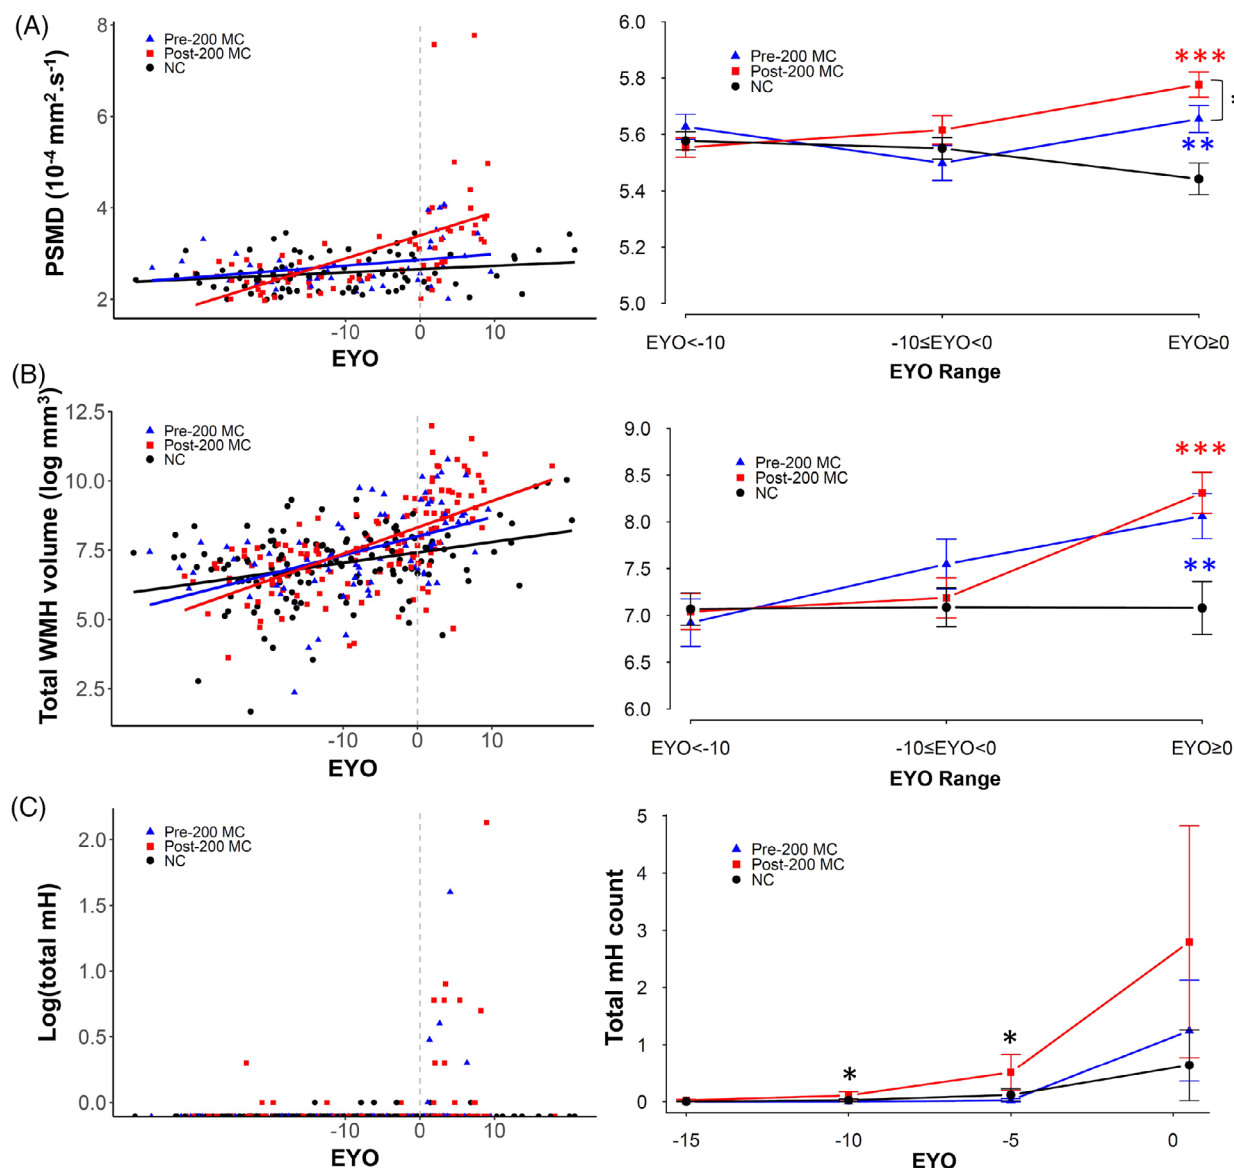 (A)
PSMD (10-4 mm2.s-1)
8
6
4
2
Pre-200 MC
Post-200 MC
NC
-10
0
10
EYO
6.0
5.8
5.6
5.4
5.2
5.0
Pre-200 MC
Post-200 MC
NC
***
*
**
EYO<-10
-10≤EYO<0
EYO≥0
EYO Range
(B)
Total WMH volume (log mm3)
12.5
10.0
7.5
5.0
2.5
Pre-200 MC
Post-200 MC
NC
-10
0
10
EYO
9.0
8.5
8.0
7.5
7.0
6.5
6.0
Pre-200 MC
Post-200 MC
NC
***
**
EYO<-10
-10≤EYO<0
EYO≥0
EYO Range
(C)
Log(total mH)
2.0
1.5
1.0
0.5
0.0
Pre-200 MC
Post-200 MC
NC
-10
0
10
EYO
Total mH count
5
4
3
2
1
0
Pre-200 MC
Post-200 MC
NC
*
*
-15
-10
-5
0
EYO